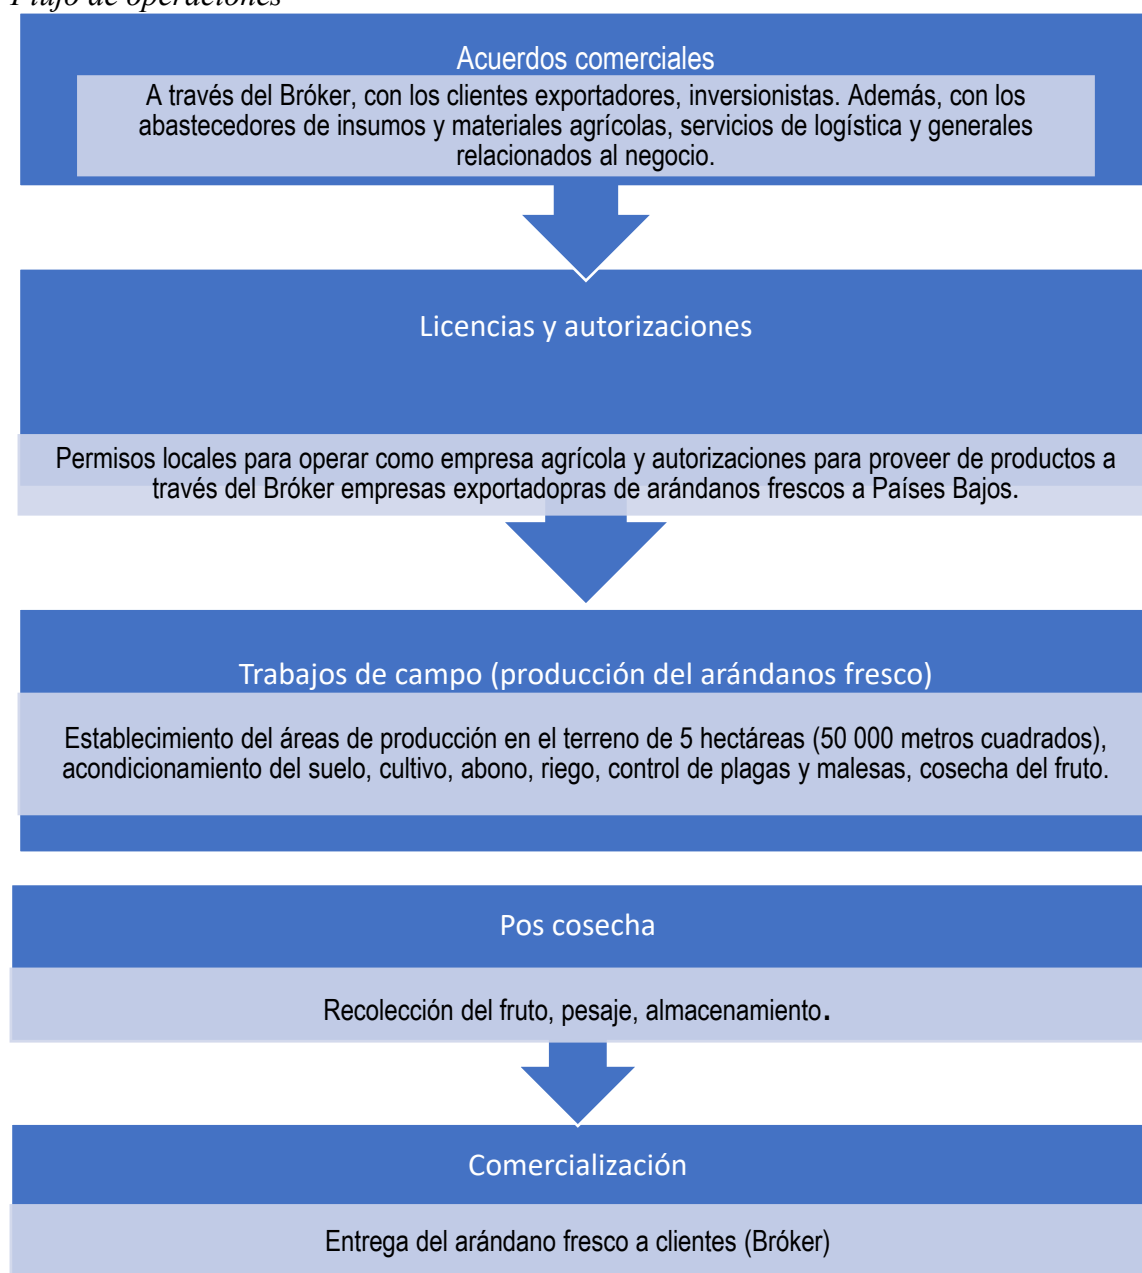 Flujo de operaciones
Acuerdos comerciales
A través del Bróker, con los clientes exportadores, inversionistas. Además, con los
abastecedores de insumos y materiales agrícolas, servicios de logística y generales
relacionados al negocio.
Licencias y autorizaciones
Permisos locales para operar como empresa agrícola y autorizaciones para proveer de productos a
través del Bróker empresas exportadopras de arándanos frescos a Países Bajos.
Trabajos de campo (producción del arándanos fresco)
Establecimiento del áreas de producción en el terreno de 5 hectáreas (50 000 metros cuadrados),
acondicionamiento del suelo, cultivo, abono, riego, control de plagas y malesas, cosecha del fruto.
Pos cosecha
Recolección del fruto, pesaje, almacenamiento.
Comercialización
Entrega del arándano fresco a clientes (Bróker)